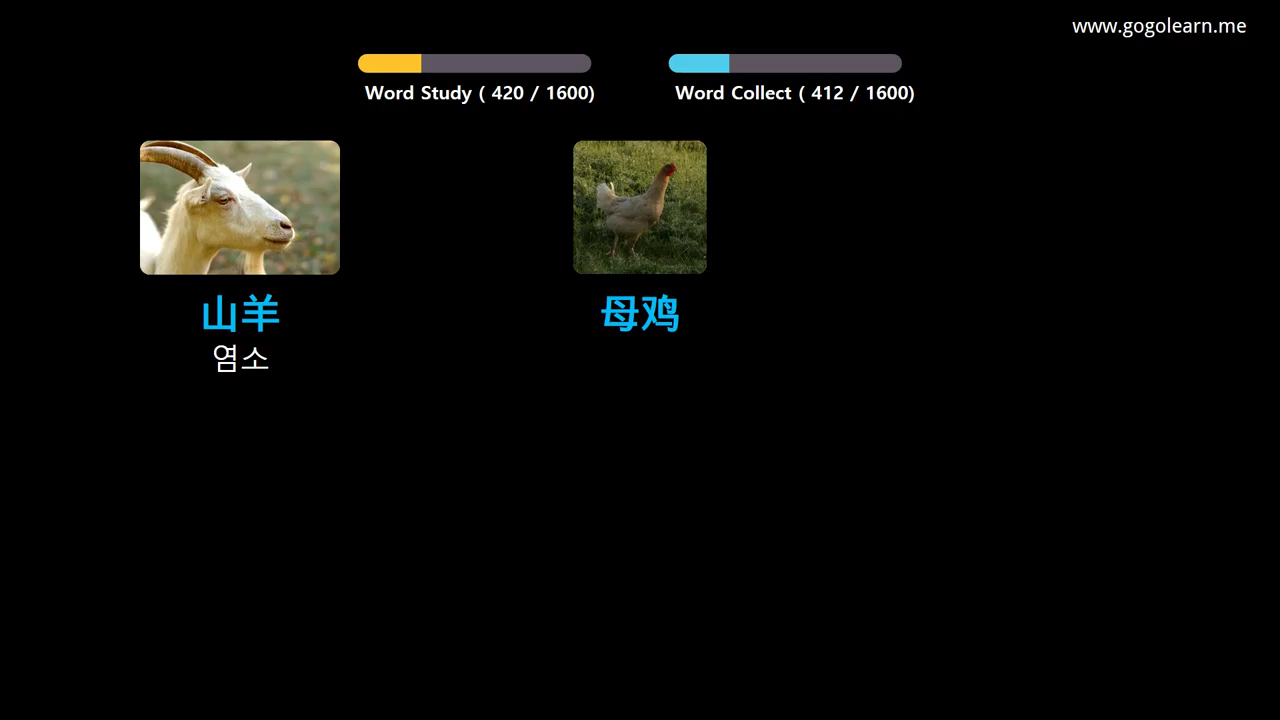 www.gogolearn.me
Word Study ( 420 / 1600)
Word Collect ( 412 / 1600)
山羊
염소
母鸡